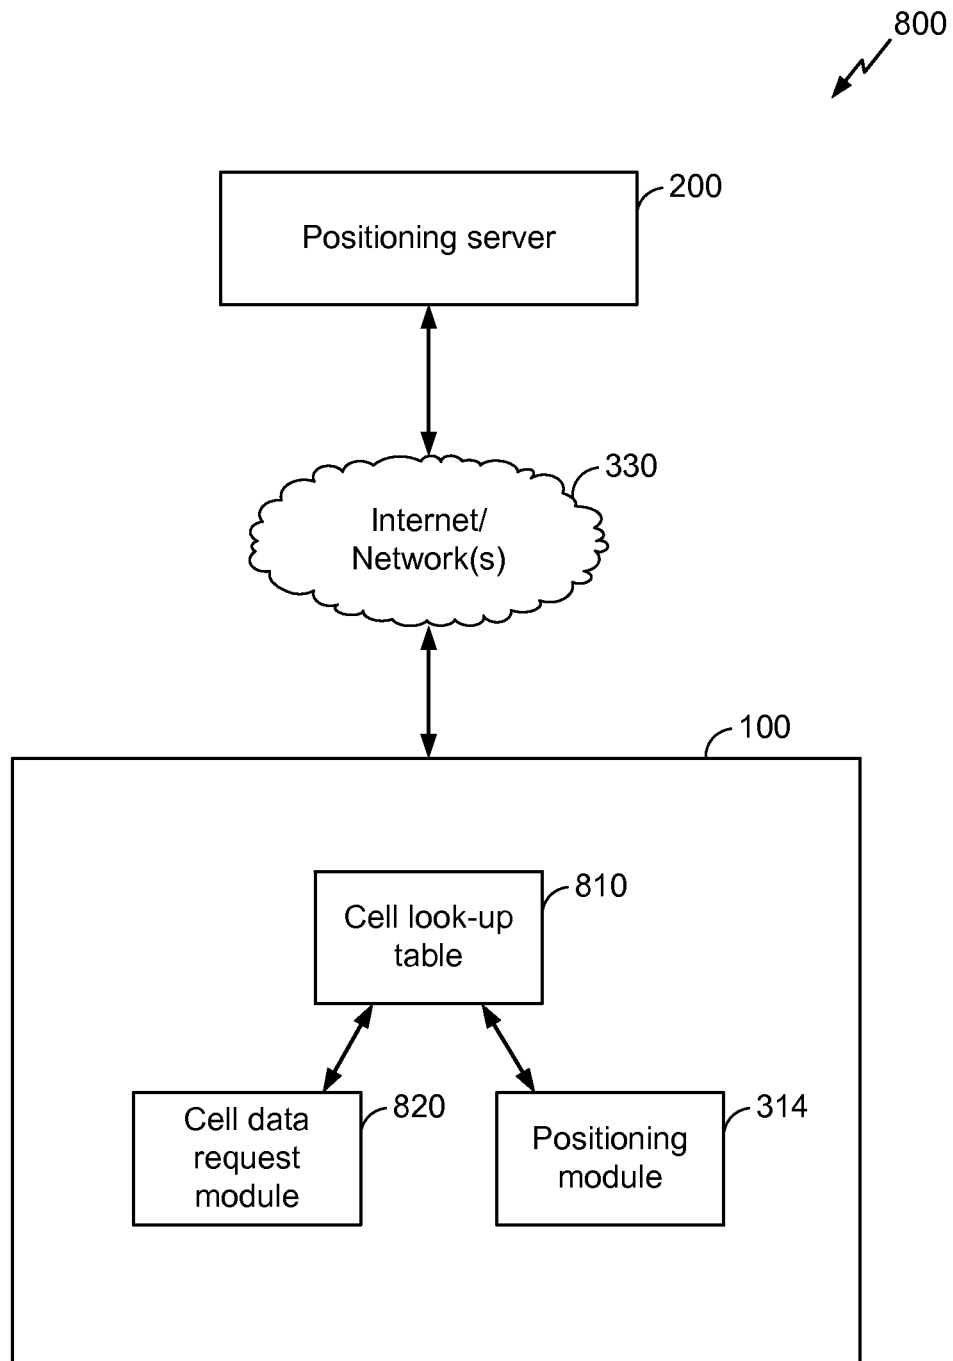 800
200
Positioning server
330
Internet/
Network(s)
100
810
Cell look-up
table
820
Cell data
request
module
314
Positioning
module